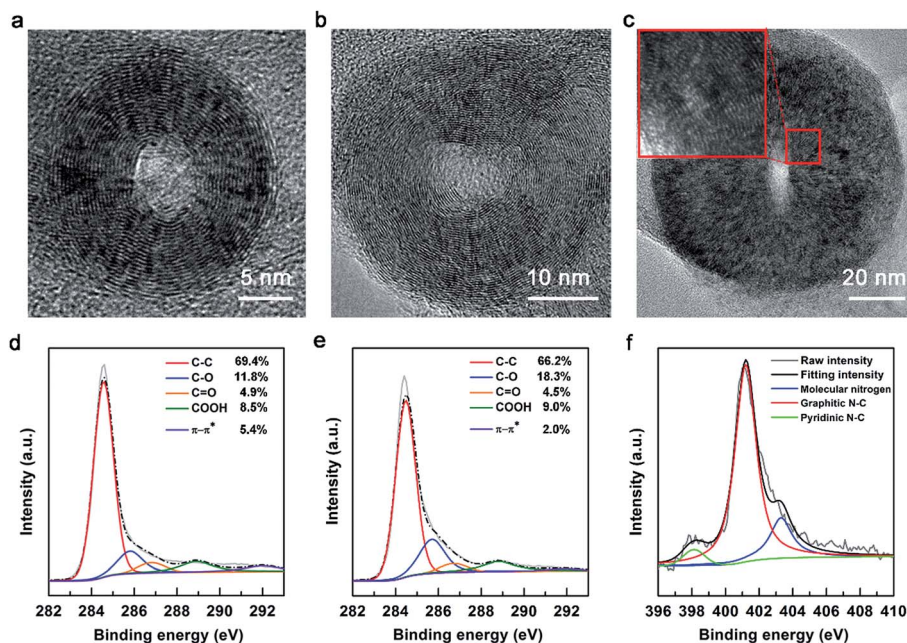 a
b
c
5 nm
10 nm
20 nm
d
e
f
C-C 69.4%
C-O 11.8%
C=O 4.9%
COOH 8.5%
π-π* 5.4%
Intensity (a.u.)
282 284 286 288 290 292
Binding energy (eV)
C-C 66.2%
C-O 18.3%
C=O 4.5%
COOH 9.0%
π-π* 2.0%
Intensity (a.u.)
282 284 286 288 290 292
Binding energy (eV)
Raw intensity
Fitting intensity
Molecular nitrogen
Graphitic N-C
Pyridinic N-C
Intensity (a.u.)
396 398 400 402 404 406 408 410
Binding energy (eV)